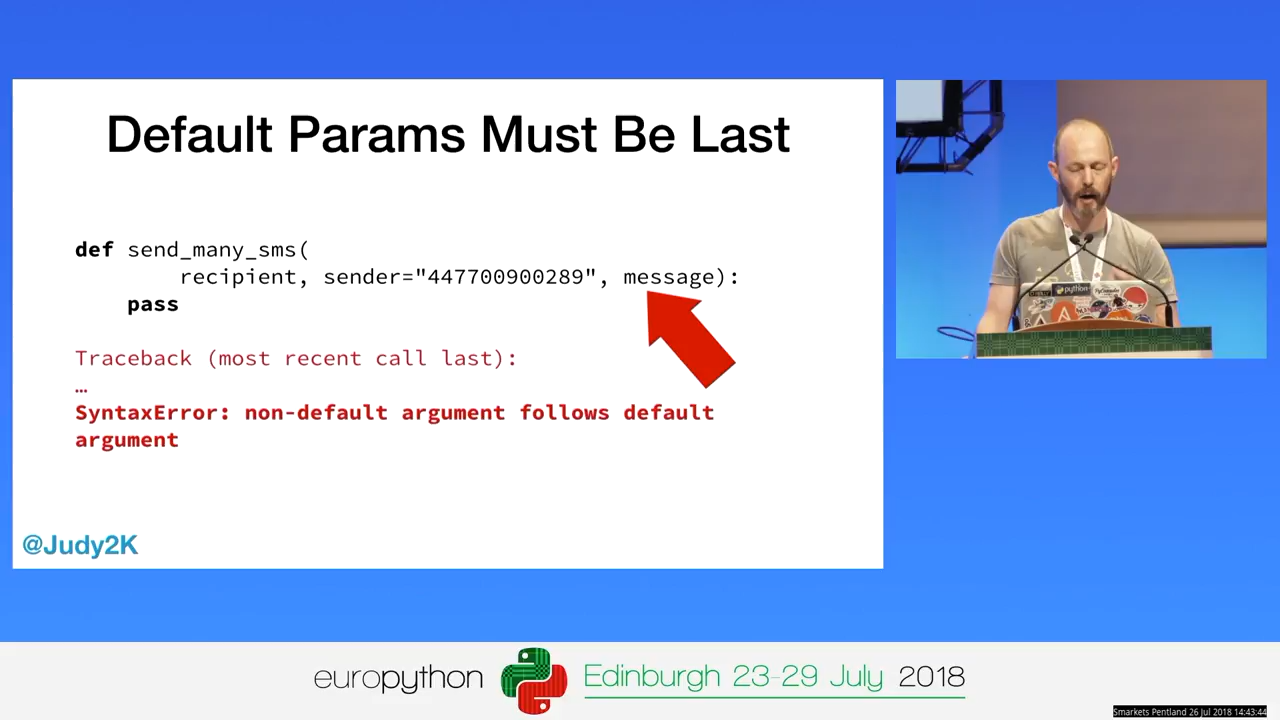 Default Params Must Be Last
def send_many_sms(
recipient, sender="447700900289", message):
pass
Traceback (most recent call last):
…
SyntaxError: non-default argument follows default
argument
@Judy2K
python
europython
Edinburgh 23-29 July 2018
Smarkets Pentland 26 Jul 2018 14:43:44